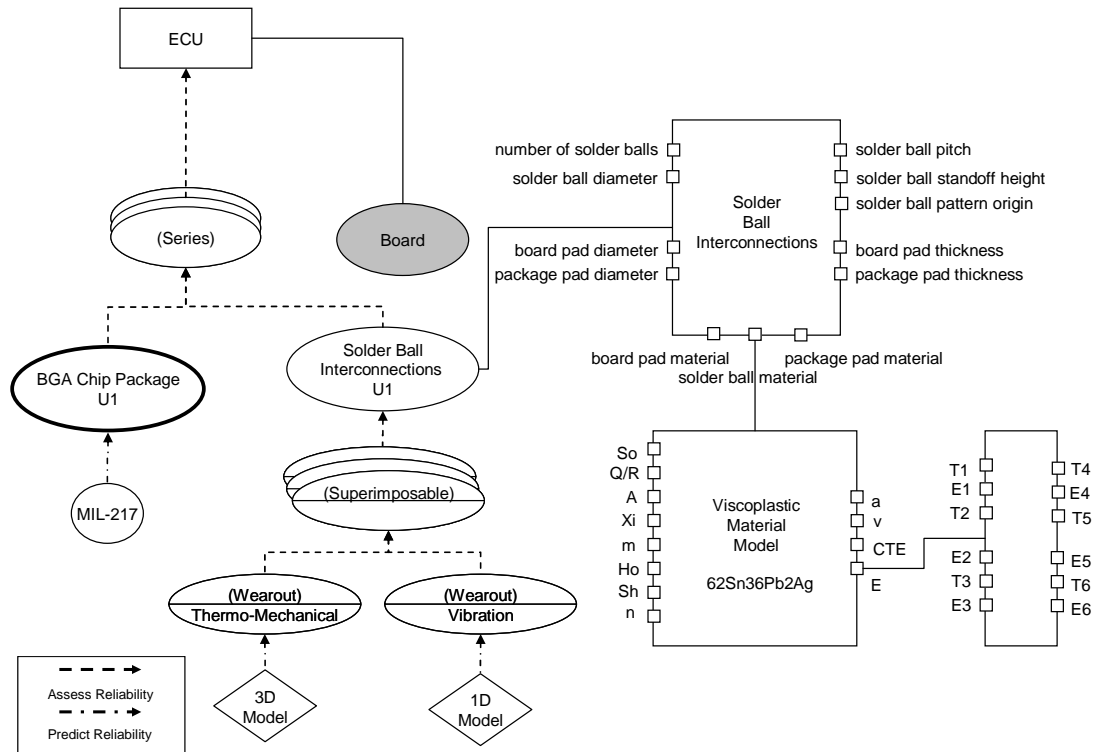 ECU
(Series)
Board
number of solder balls
solder ball diameter
board pad diameter
package pad diameter
Solder
Ball
Interconnections
solder ball pitch
solder ball standoff height
solder ball pattern origin
board pad thickness
package pad thickness
board pad material
package pad material
solder ball material
BGA Chip Package
U1
Solder Ball
Interconnections
U1
MIL-217
(Superimposable)
(Wearout)
Thermo-Mechanical
(Wearout)
Vibration
3D
Model
1D
Model
So
Q/R
A
Xi
m
Ho
Sh
n
Viscoplastic
Material
Model
62Sn36Pb2Ag
a
v
CTE
E
T1
E1
T2
E2
T3
E3
T4
E4
T5
E5
T6
E6
Assess Reliability
Predict Reliability